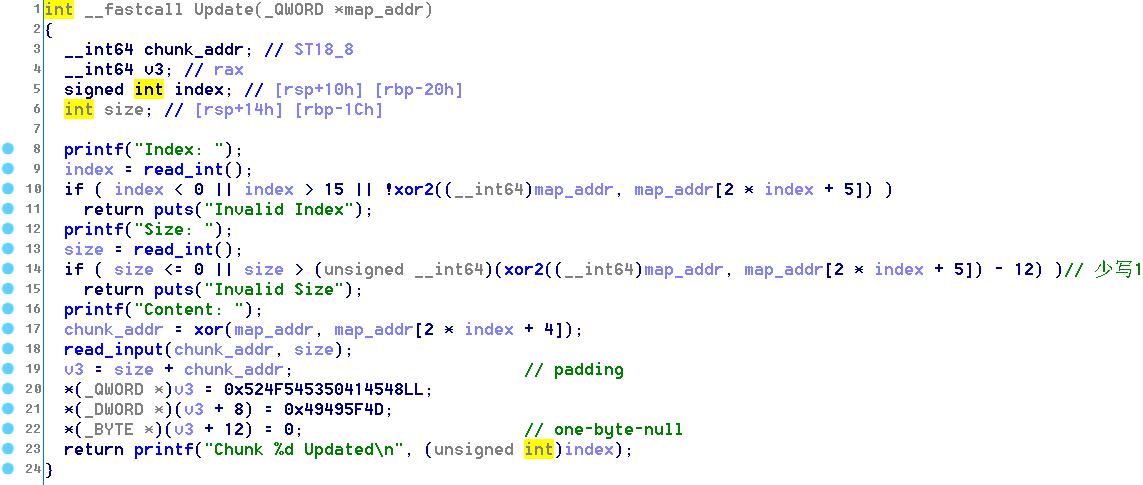 1 int __fastcall Update(_QWORD *map_addr)
2 {
3   __int64 chunk_addr; // ST18_8
4   __int64 v3; // rax
5   signed int index; // [rsp+10h] [rbp-20h]
6   int size; // [rsp+14h] [rbp-1Ch]
7
8   printf("Index: ");
9   index = read_int();
10   if ( index < 0 || index > 15 || !xor2((__int64)map_addr, map_addr[2 * index + 5]) )
11     return puts("Invalid Index");
12   printf("Size: ");
13   size = read_int();
14   if ( size <= 0 || size > (unsigned __int64)(xor2((__int64)map_addr, map_addr[2 * index + 5]) - 12) )// 少写1
15     return puts("Invalid Size");
16   printf("Content: ");
17   chunk_addr = xor(map_addr, map_addr[2 * index + 4]);
18   read_input(chunk_addr, size);
19   v3 = size + chunk_addr; // padding
20   *(_QWORD *)v3 = 0x524F545350414548LL;
21   *(_DWORD *)(v3 + 8) = 0x49495F4D;
22   *(_BYTE *)(v3 + 12) = 0; // one-byte-null
23   return printf("Chunk %d Updated\n", (unsigned int)index);
24 }